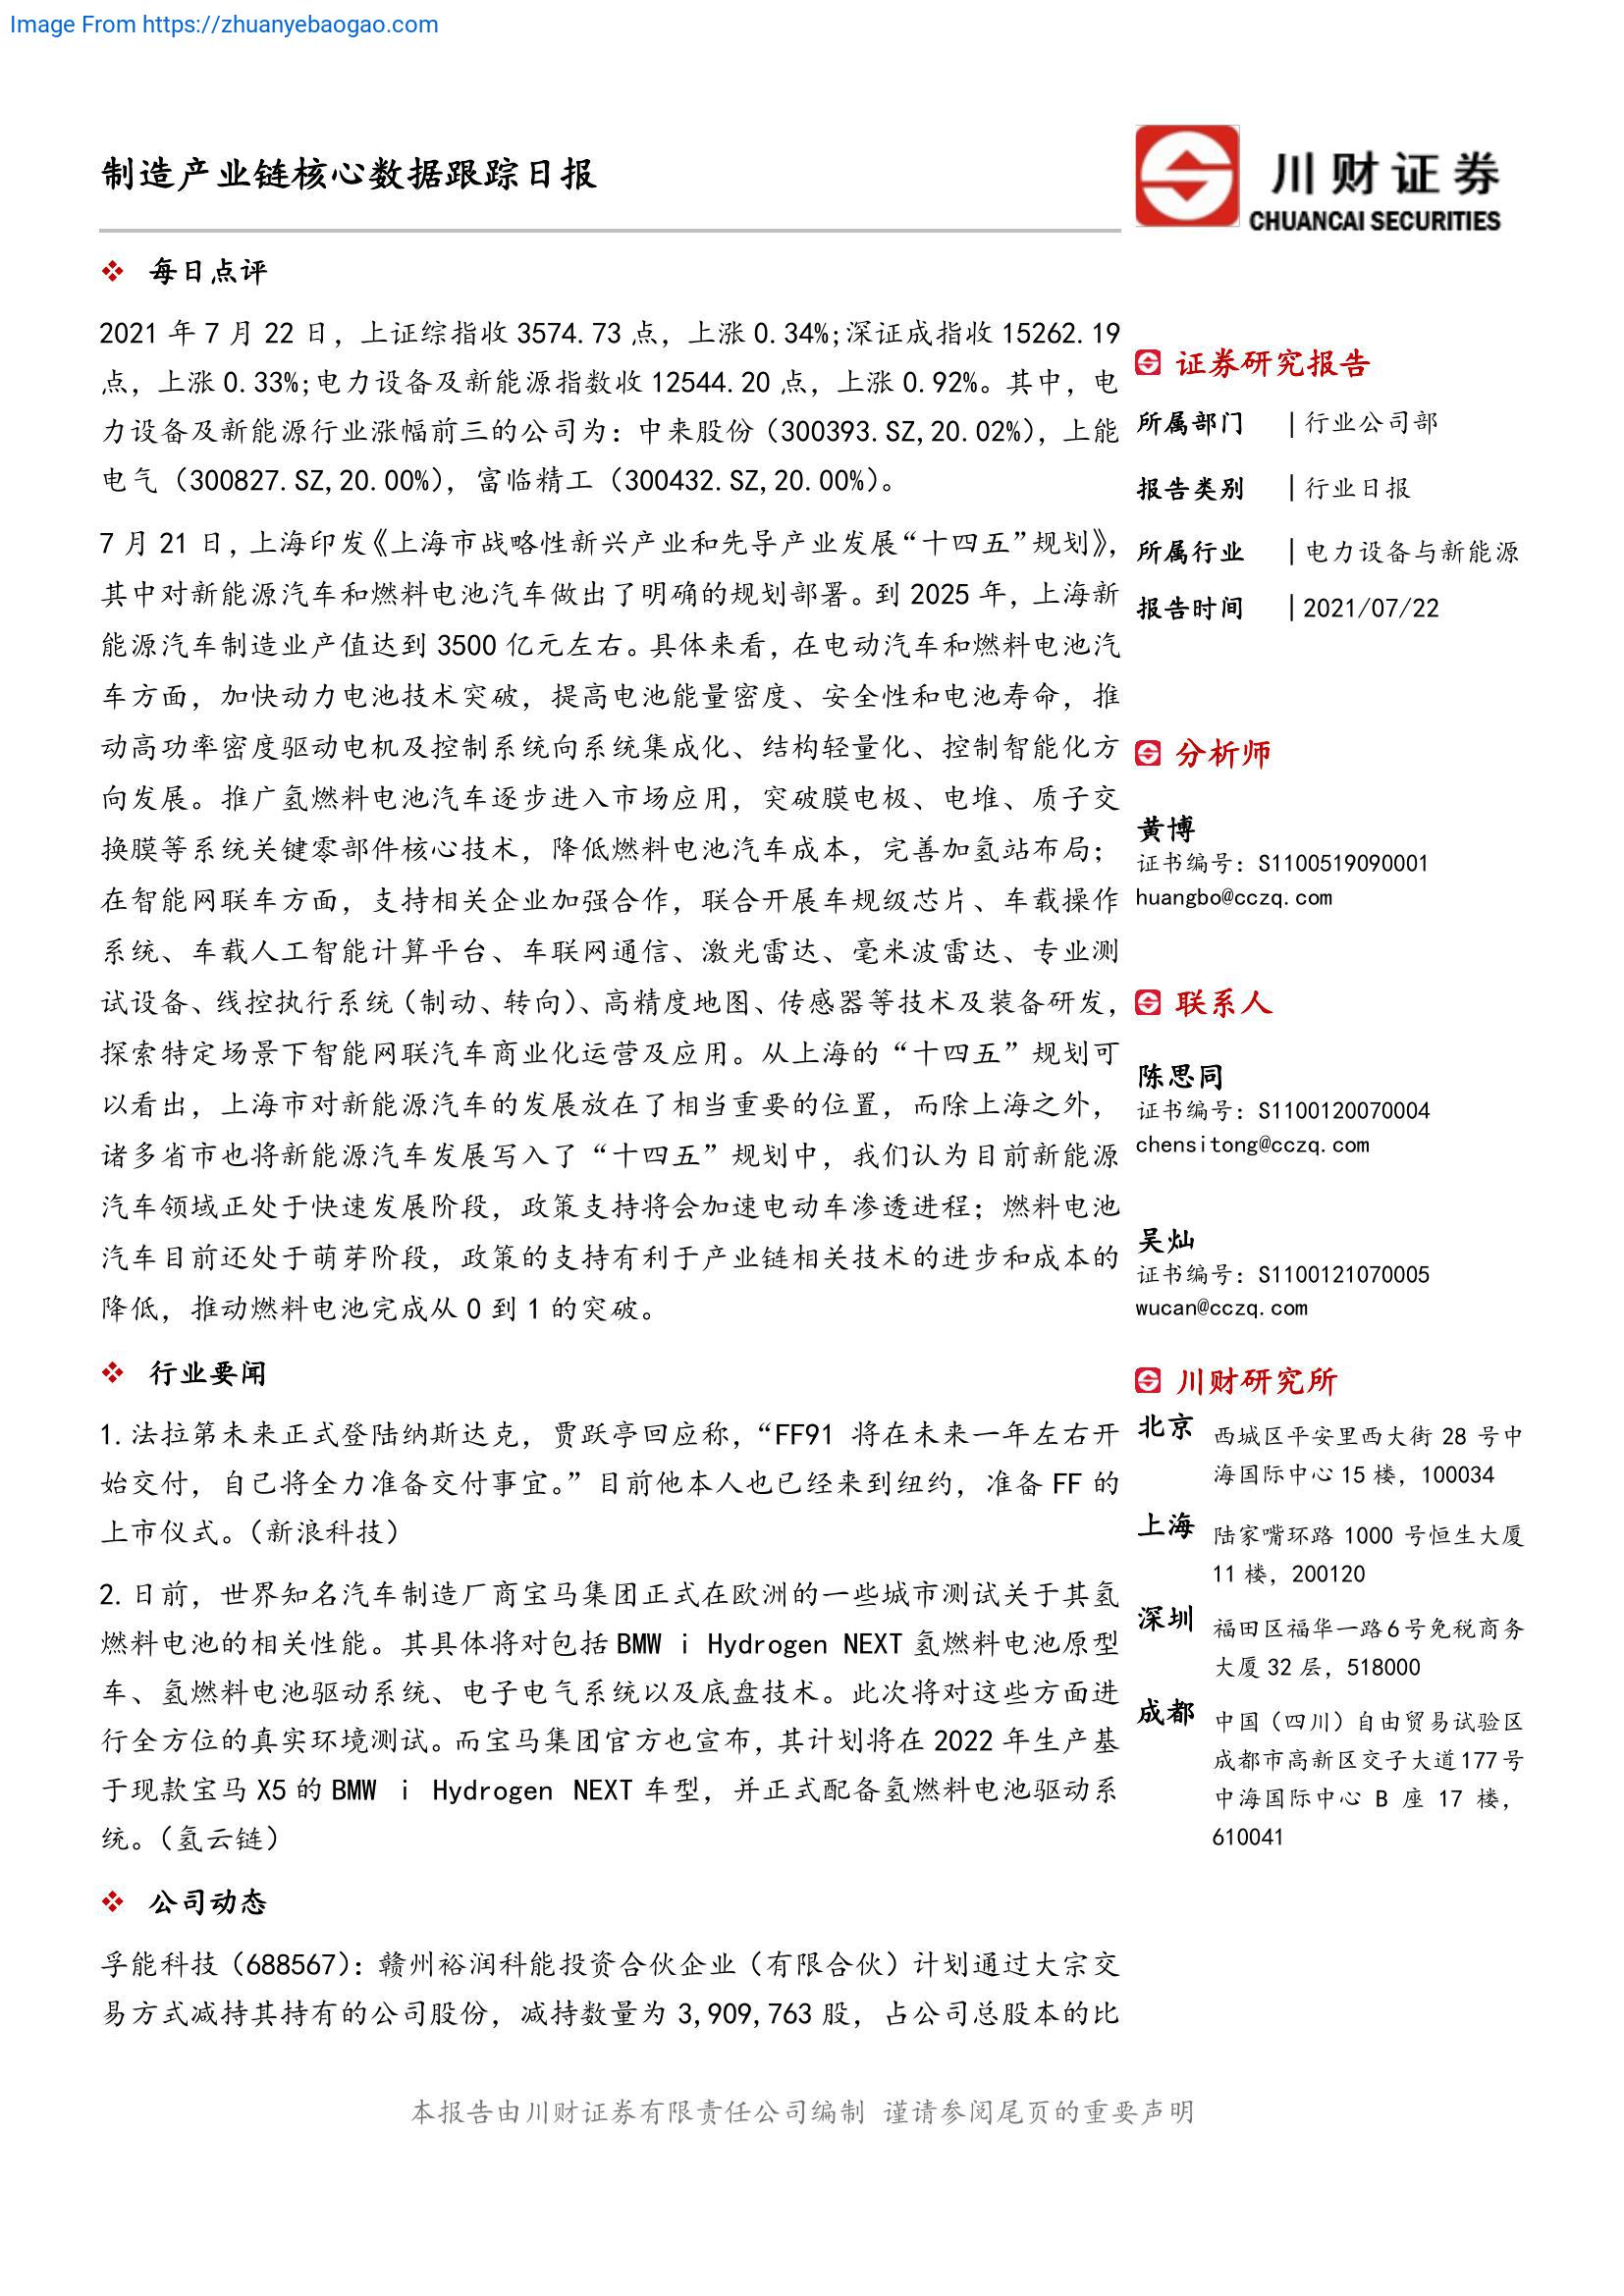 Image From https://zhuanyebaogao.com
制造产业链核心数据跟踪日报
川财证券
CHUANCAI SECURITIES
每日点评
2021 年 7 月 22 日，上证综指收 3574.73 点，上涨 0.34%;深证成指收 15262.19
点，上涨 0.33%;电力设备及新能源指数收 12544.20 点，上涨 0.92%。其中，电
力设备及新能源行业涨幅前三的公司为：中来股份（300393.SZ,20.02%），上能
电气（300827.SZ,20.00%），富临精工（300432.SZ,20.00%）。
7 月 21 日，上海印发《上海市战略性新兴产业和先导产业发展“十四五”规划》，
其中对新能源汽车和燃料电池汽车做出了明确的规划部署。到 2025 年，上海新
能源汽车制造业产值达到 3500 亿元左右。具体来看，在电动汽车和燃料电池汽
车方面，加快动力电池技术突破，提高电池能量密度、安全性和电池寿命，推
动高功率密度驱动电机及控制系统向系统集成化、结构轻量化、控制智能化方
向发展。推广氢燃料电池汽车逐步进入市场应用，突破膜电极、电堆、质子交
换膜等系统关键零部件核心技术，降低燃料电池汽车成本，完善加氢站布局；
在智能网联车方面，支持相关企业加强合作，联合开展车规级芯片、车载操作
系统、车载人工智能计算平台、车联网通信、激光雷达、毫米波雷达、专业测
试设备、线控执行系统（制动、转向）、高精度地图、传感器等技术及装备研发，
探索特定场景下智能网联汽车商业化运营及应用。从上海的“十四五”规划可
以看出，上海市对新能源汽车的发展放在了相当重要的位置，而除上海之外，
诸多省市也将新能源汽车发展写入了“十四五”规划中，我们认为目前新能源
汽车领域正处于快速发展阶段，政策支持将会加速电动车渗透进程；燃料电池
汽车目前还处于萌芽阶段，政策的支持有利于产业链相关技术的进步和成本的
降低，推动燃料电池完成从 0 到 1 的突破。
行业要闻
1.法拉第未来正式登陆纳斯达克，贾跃亭回应称，“FF91 将在未来一年左右开
始交付，自己将全力准备交付事宜。”目前他本人也已经来到纽约，准备 FF 的
上市仪式。（新浪科技）
2.日前，世界知名汽车制造厂商宝马集团正式在欧洲的一些城市测试关于其氢
燃料电池的相关性能。其具体将对包括 BMW i Hydrogen NEXT 氢燃料电池原型
车、氢燃料电池驱动系统、电子电气系统以及底盘技术。此次将对这些方面进
行全方位的真实环境测试。而宝马集团官方也宣布，其计划将在 2022 年生产基
于现款宝马 X5 的 BMW i Hydrogen NEXT 车型，并正式配备氢燃料电池驱动系
统。（氢云链）
公司动态
孚能科技（688567）：赣州裕润科能投资合伙企业（有限合伙）计划通过大宗交
易方式减持其持有的公司股份，减持数量为 3,909,763 股，占公司总股本的比
证券研究报告
所属部门 | 行业公司部
报告类别 | 行业日报
所属行业 | 电力设备与新能源
报告时间 | 2021/07/22
分析师
黄博
证书编号：S1100519090001
huangbo@cczq.com
联系人
陈思同
证书编号：S1100120070004
chensitong@cczq.com
吴灿
证书编号：S1100121070005
wucan@cczq.com
川财研究所
北京 西城区平安里西大街 28 号中
海国际中心 15 楼，100034
上海 陆家嘴环路 1000 号恒生大厦
11 楼，200120
深圳 福田区福华一路 6 号免税商务
大厦 32 层，518000
成都 中国（四川）自由贸易试验区
成都市高新区交子大道 177 号
中海国际中心 B 座 17 楼，
610041
本报告由川财证券有限责任公司编制 谨请参阅尾页的重要声明